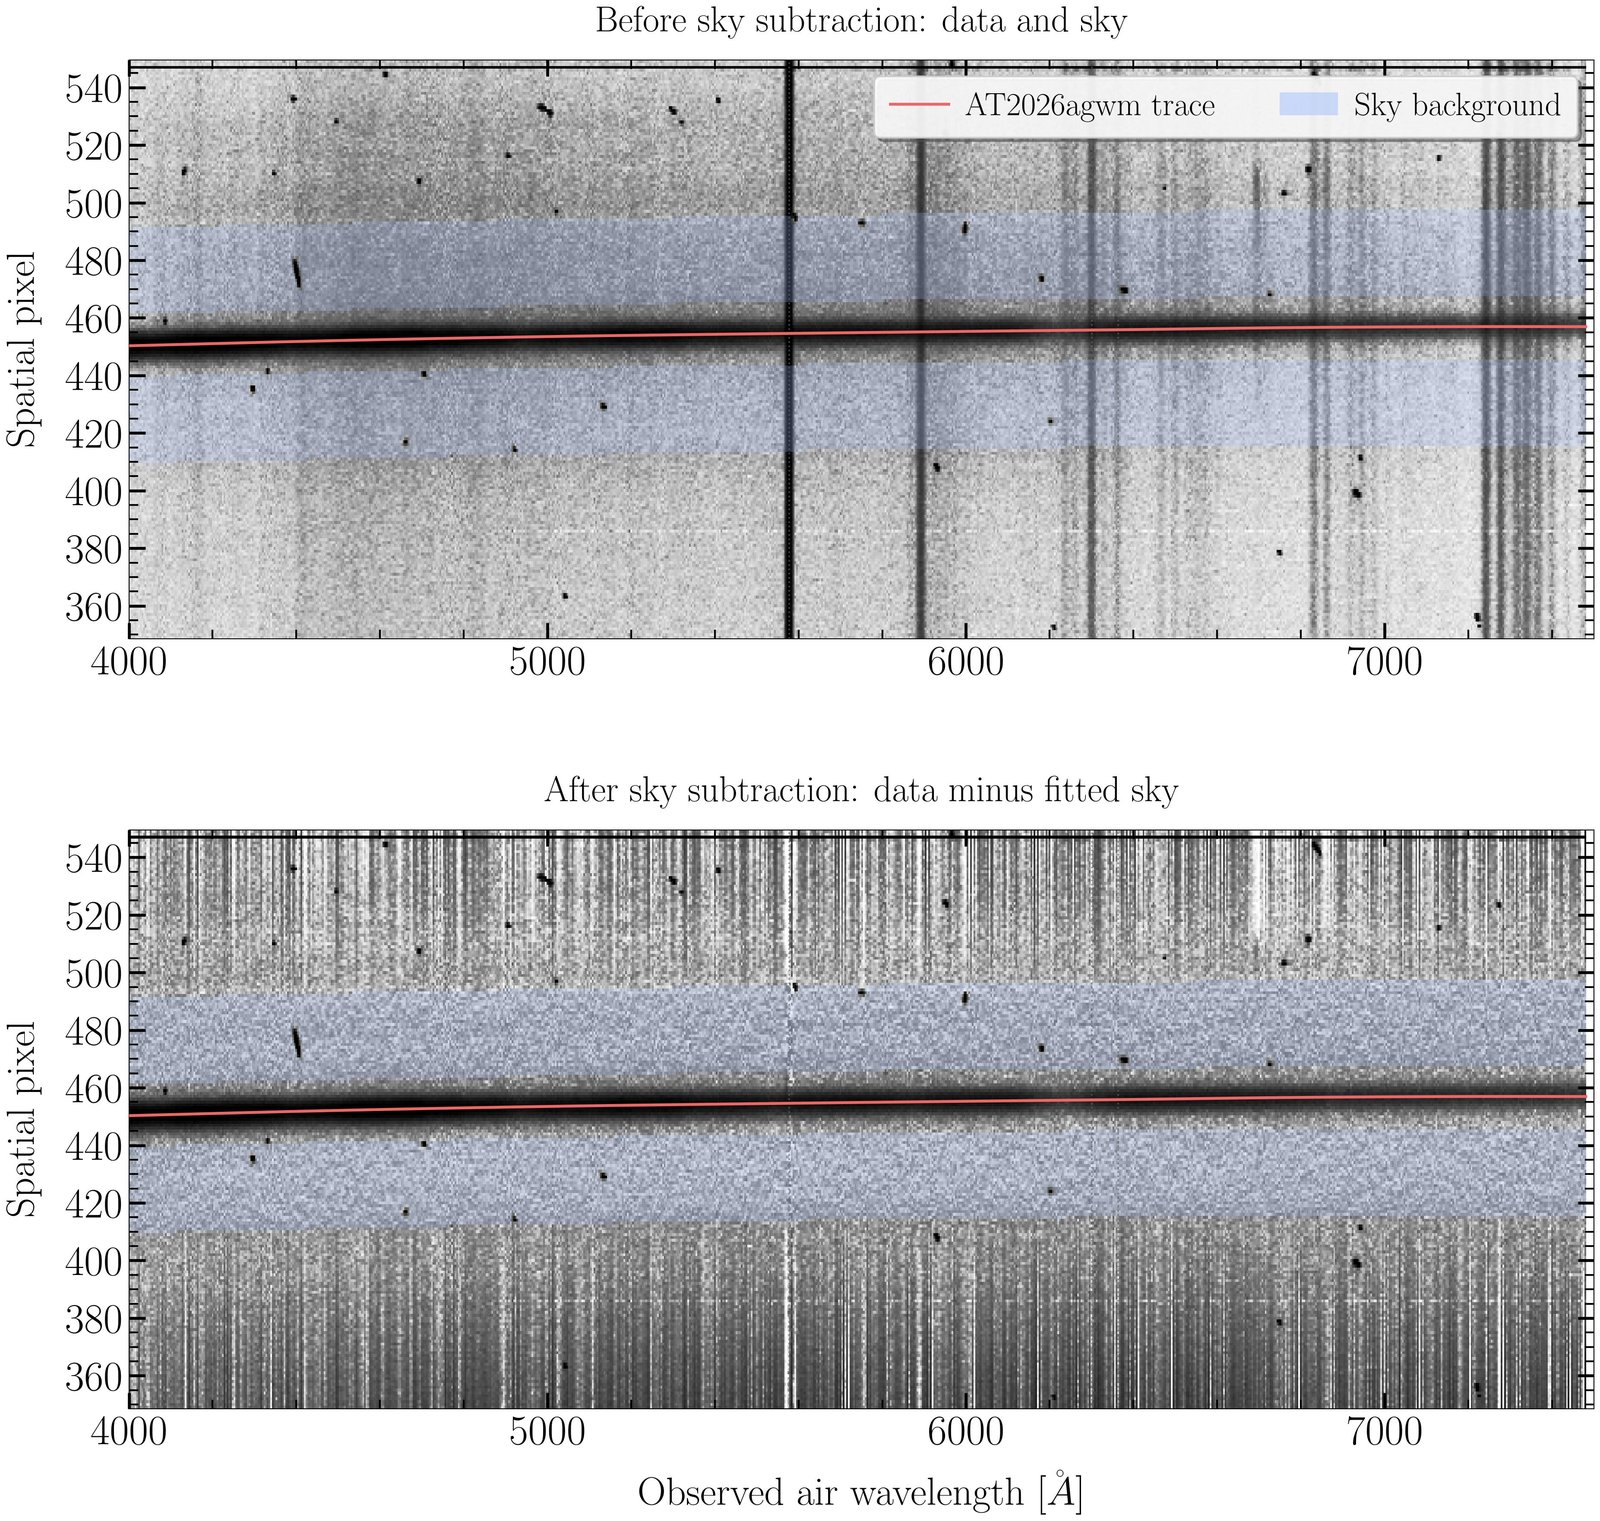 Before sky subtraction: data and sky
AT2026agwm trace
Sky background
Spatial pixel
540
520
500
480
460
440
420
400
380
360
4000 5000 6000 7000
After sky subtraction: data minus fitted sky
Spatial pixel
540
520
500
480
460
440
420
400
380
360
4000 5000 6000 7000
Observed air wavelength [Å]